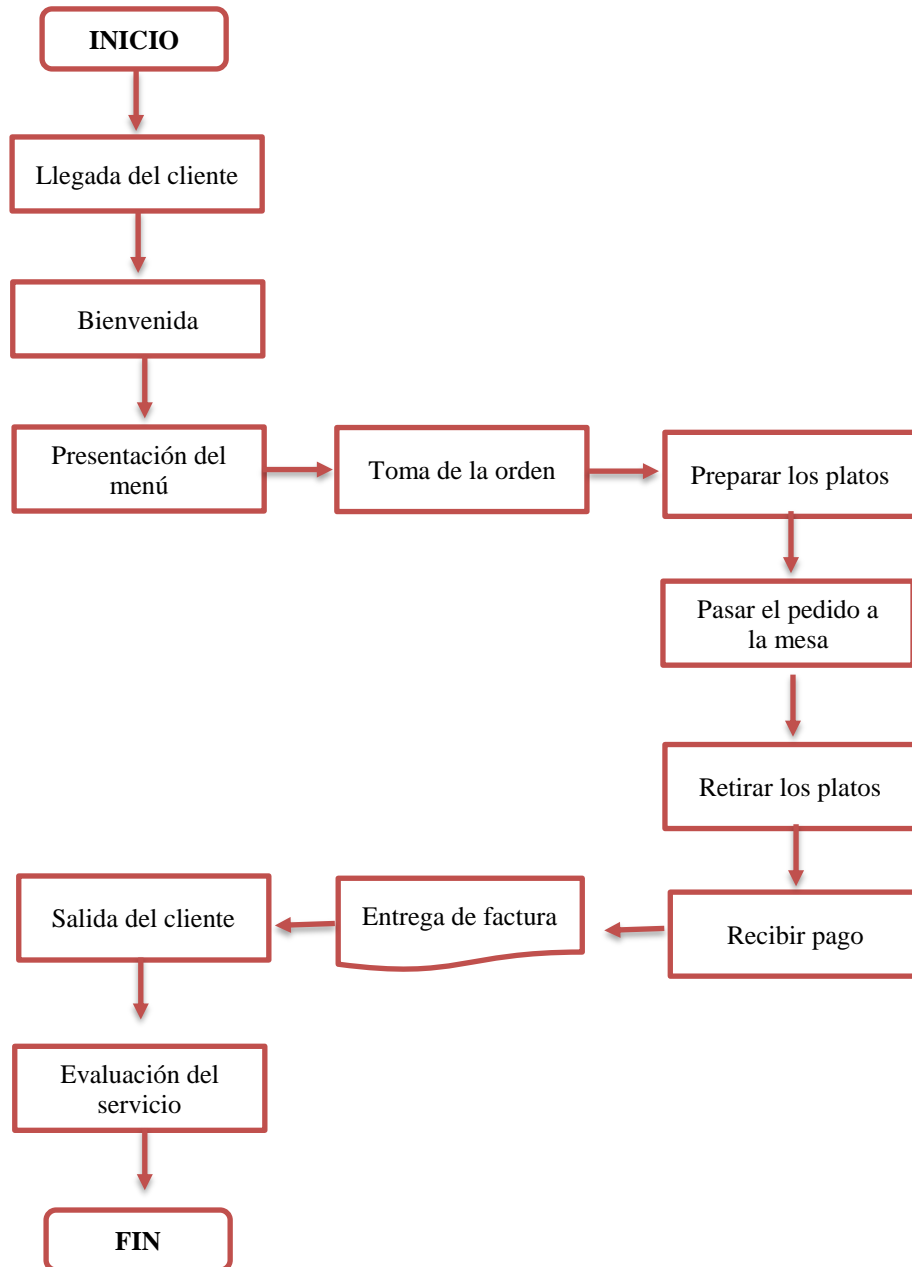 INICIO
Llegada del cliente
Bienvenida
Presentación del
menú
Toma de la orden
Preparar los platos
Pasar el pedido a
la mesa
Retirar los platos
Recibir pago
Entrega de factura
Salida del cliente
Evaluación del
servicio
FIN